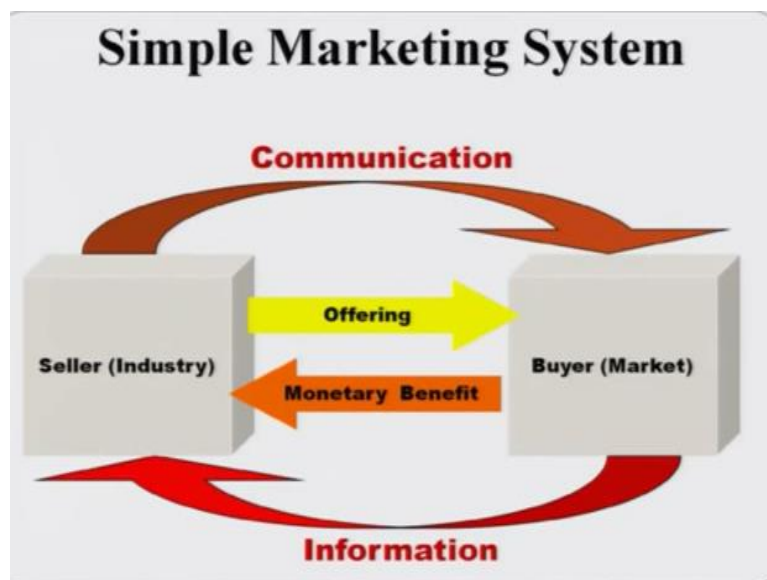 Simple Marketing System
Communication
Offering
Seller (Industry)
Buyer (Market)
Monetary Benefit
Information